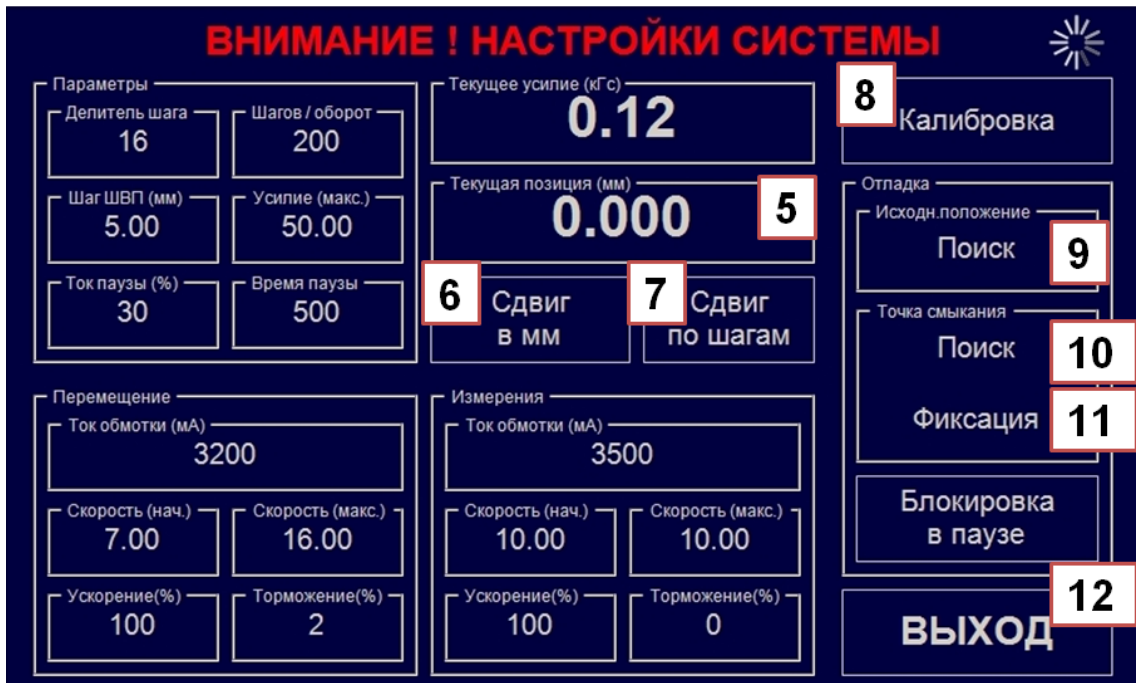 ВНИМАНИЕ ! НАСТРОЙКИ СИСТЕМЫ
Параметры
Делитель шага
16
Шагов / оборот
200
Шаг ШВП (мм)
5.00
Усилие (макс.)
50.00
Ток паузы (%)
30
Время паузы
500
Текущее усилие (кГс)
0.12
Текущая позиция (мм)
0.000
5
6
Сдвиг
в мм
7
Сдвиг
по шагам
8
Калибровка
Отладка
Исходн.положение
Поиск
9
Точка смыкания
Поиск
10
Фиксация
11
Блокировка
в паузе
Перемещение
Ток обмотки (мА)
3200
Скорость (нач.)
7.00
Скорость (макс.)
16.00
Ускорение(%)
100
Торможение(%)
2
Измерения
Ток обмотки (мА)
3500
Скорость (нач.)
10.00
Скорость (макс.)
10.00
Ускорение(%)
100
Торможение(%)
0
12
ВЫХОД